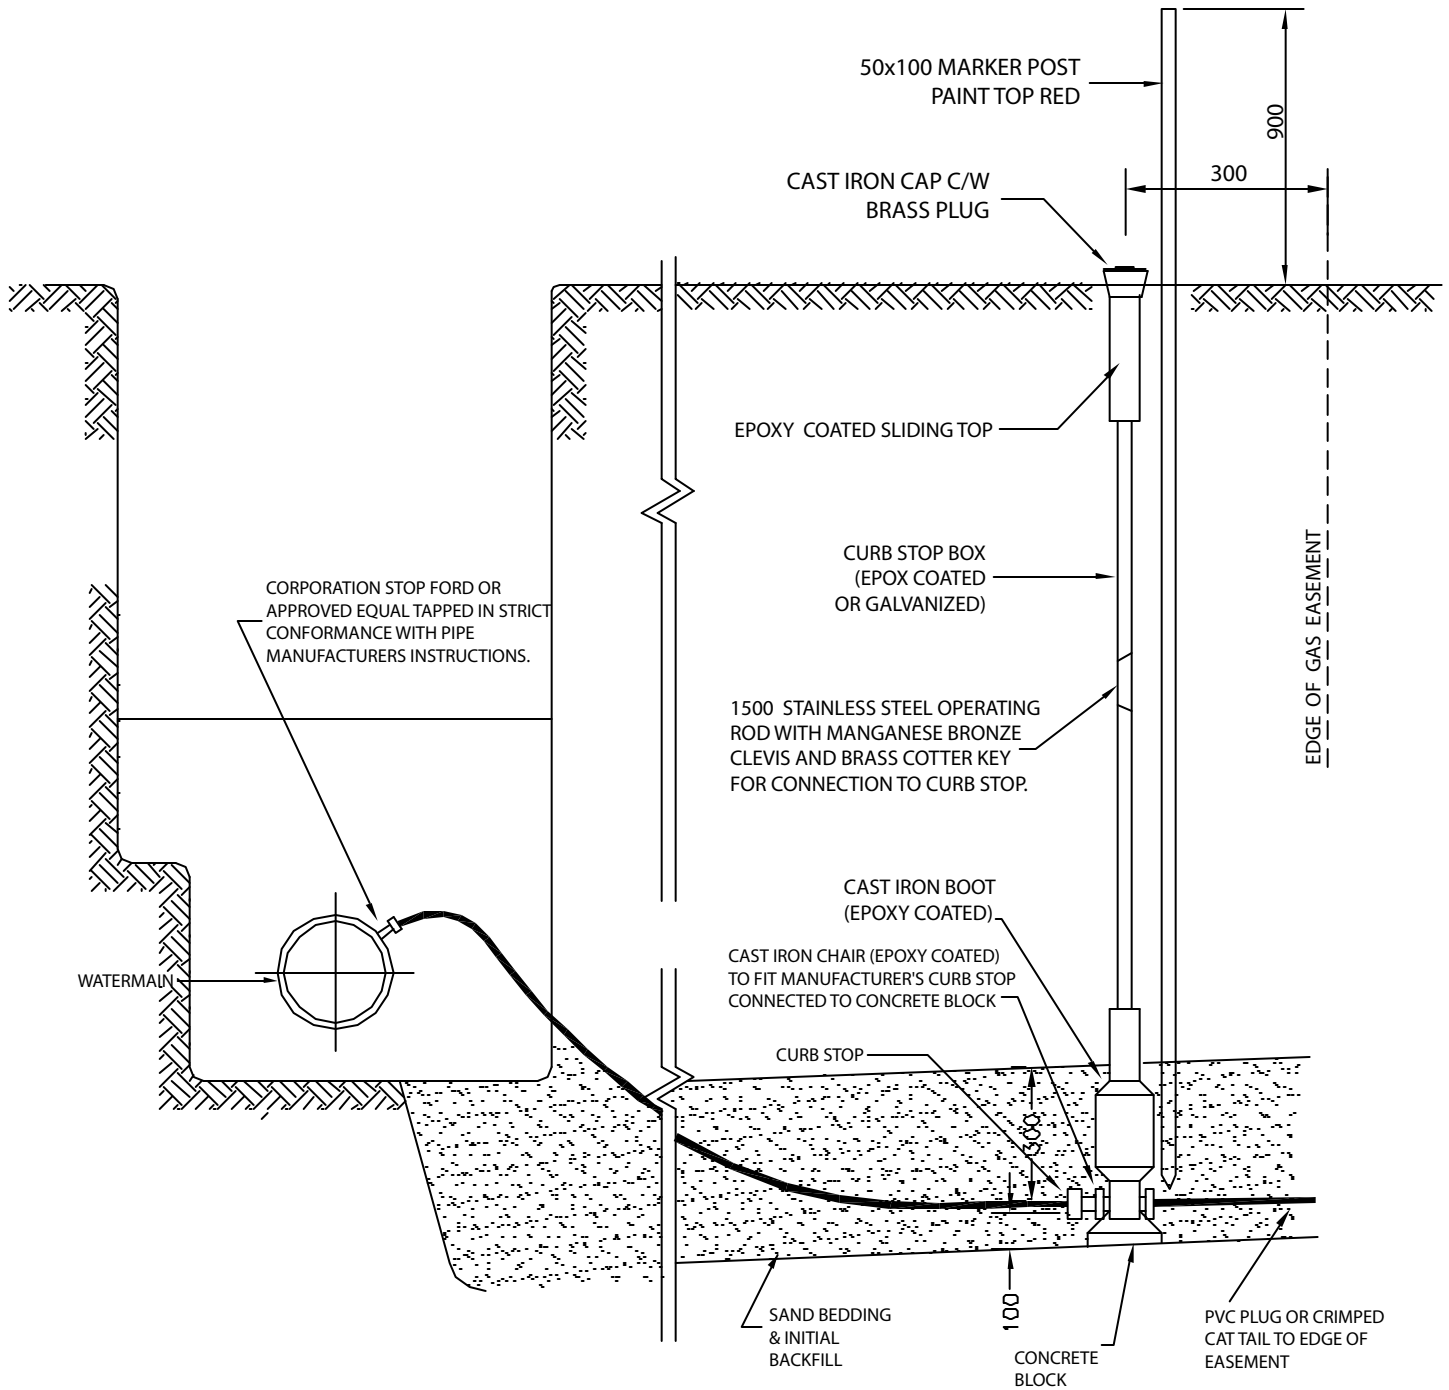 50x100 MARKER POST
PAINT TOP RED
900
300
CAST IRON CAP C/W
BRASS PLUG
EPOXY COATED SLIDING TOP
CURB STOP BOX
(EPOX COATED
OR GALVANIZED)
EDGE OF GAS EASEMENT
CORPORATION STOP FORD OR
APPROVED EQUAL TAPPED IN STRICT
CONFORMANCE WITH PIPE
MANUFACTURERS INSTRUCTIONS.
1500 STAINLESS STEEL OPERATING
ROD WITH MANGANESE BRONZE
CLEVIS AND BRASS COTTER KEY
FOR CONNECTION TO CURB STOP.
CAST IRON BOOT
(EPOXY COATED)
CAST IRON CHAIR (EPOXY COATED)
TO FIT MANUFACTURER'S CURB STOP
CONNECTED TO CONCRETE BLOCK
WATERMAIN
CURB STOP
300
100
SAND BEDDING
& INITIAL
BACKFILL
CONCRETE
BLOCK
PVC PLUG OR CRIMPED
CAT TAIL TO EDGE OF
EASEMENT